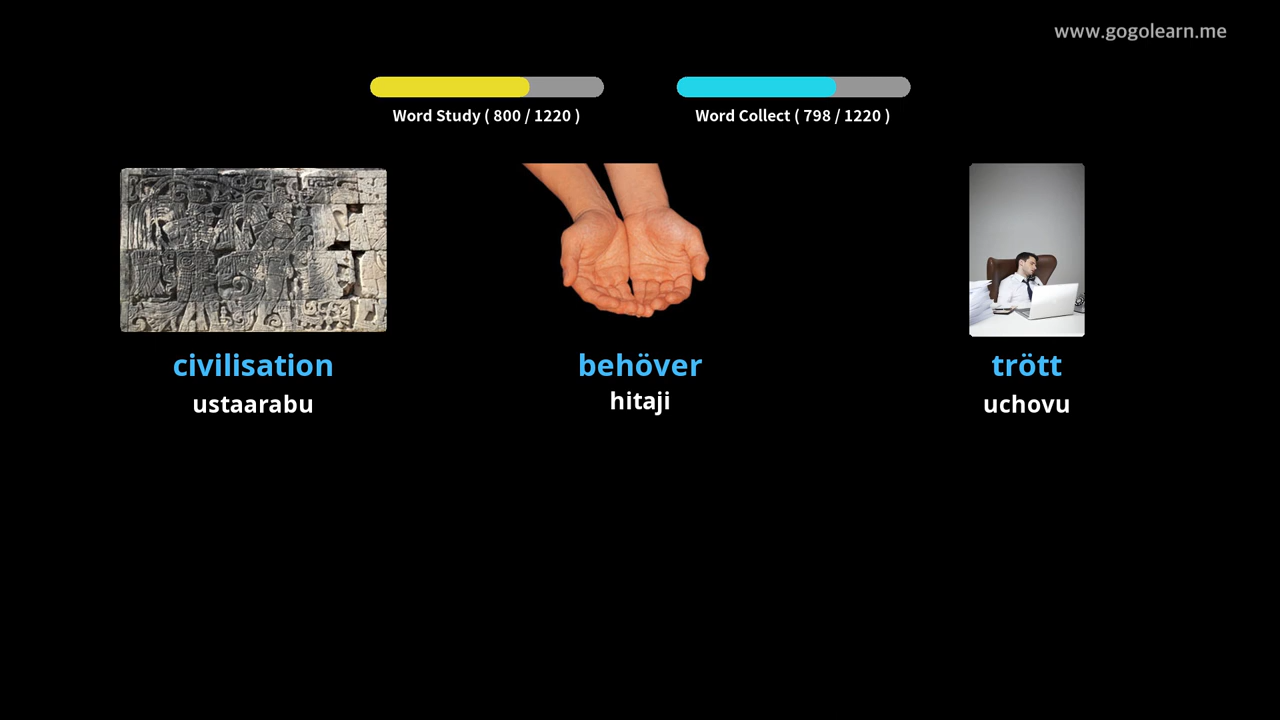 www.gogolearn.me
Word Study ( 800 / 1220 )
Word Collect ( 798 / 1220 )
civilisation
ustaarabu
behöver
hitaji
trött
uchovu